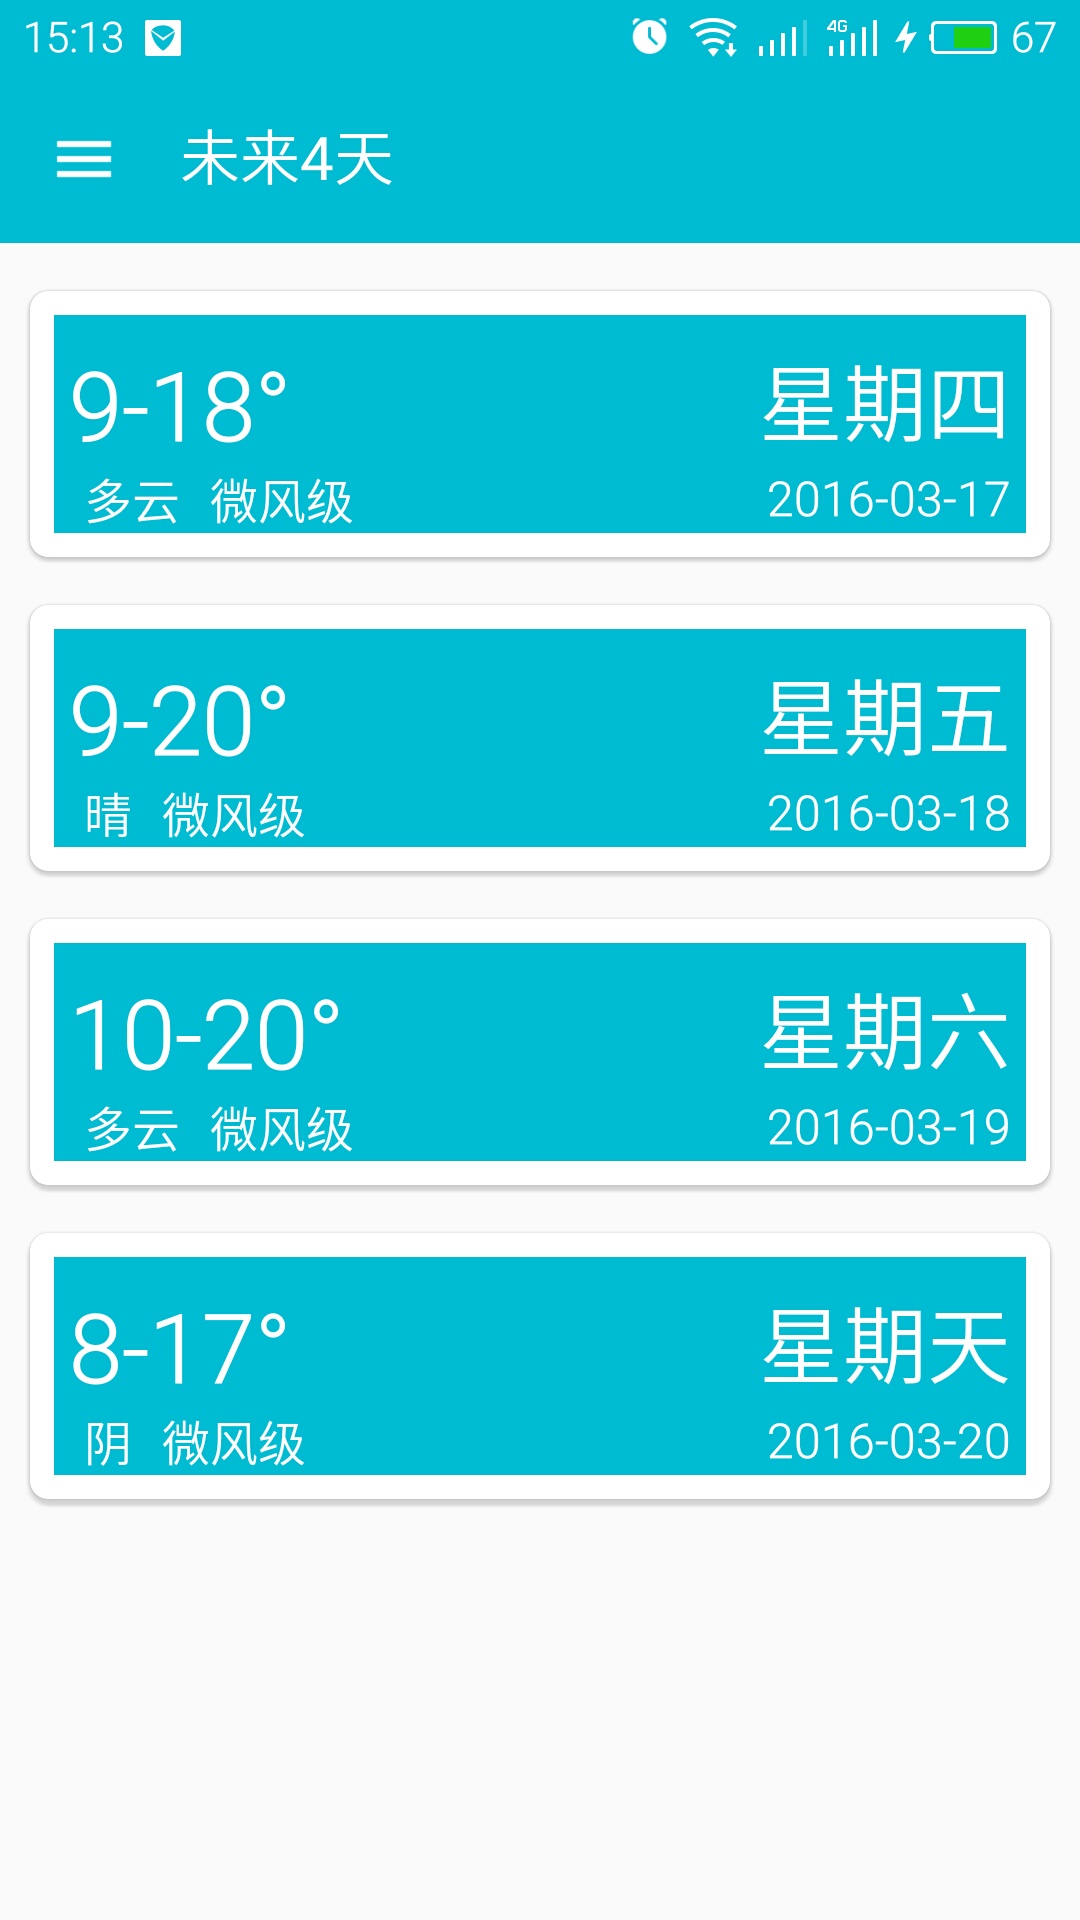 15:13 4G 67
未来4天
9-18° 星期四
多云 微风级 2016-03-17
9-20° 星期五
晴 微风级 2016-03-18
10-20° 星期六
多云 微风级 2016-03-19
8-17° 星期天
阴 微风级 2016-03-20